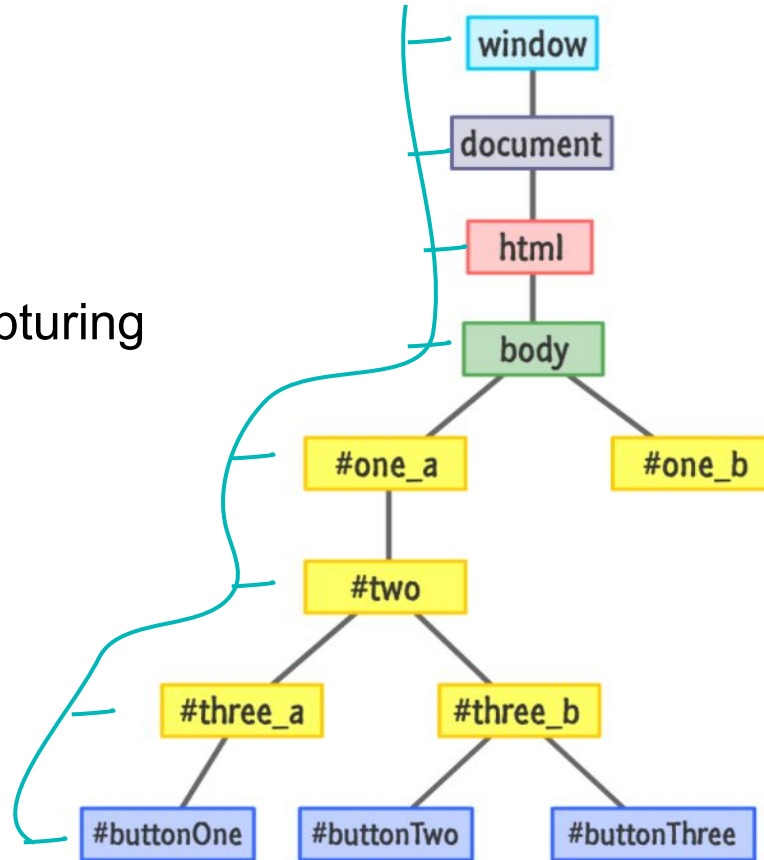 window
document
html
pturing
body
#one_a #one_b
#two
#three_a #three_b
#buttonOne #buttonTwo #buttonThree